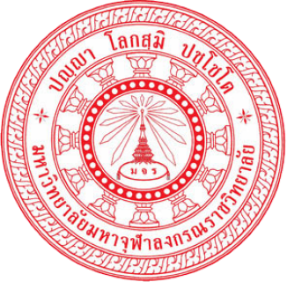 ปญฺญา โลกสฺมิ ปชฺโชโต
มจร
มหาวิทยาลัยมหาจุฬาลงกรณราชวิทยาลัย